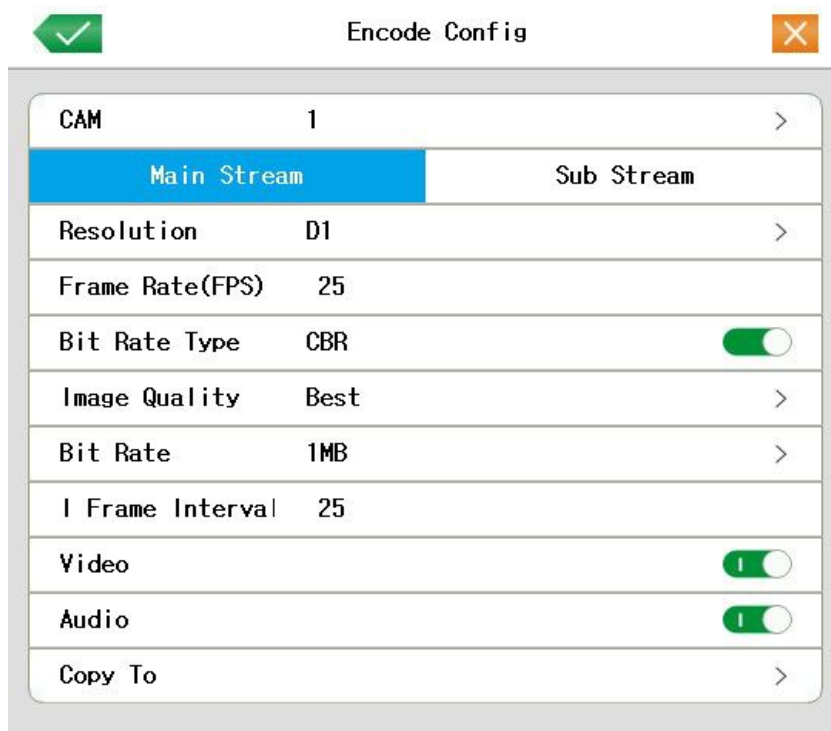 Encode Config
CAM 1 >
Main Stream Sub Stream
Resolution D1 >
Frame Rate(FPS) 25
Bit Rate Type CBR
Image Quality Best >
Bit Rate 1MB >
I Frame Interval 25
Video
Audio
Copy To >